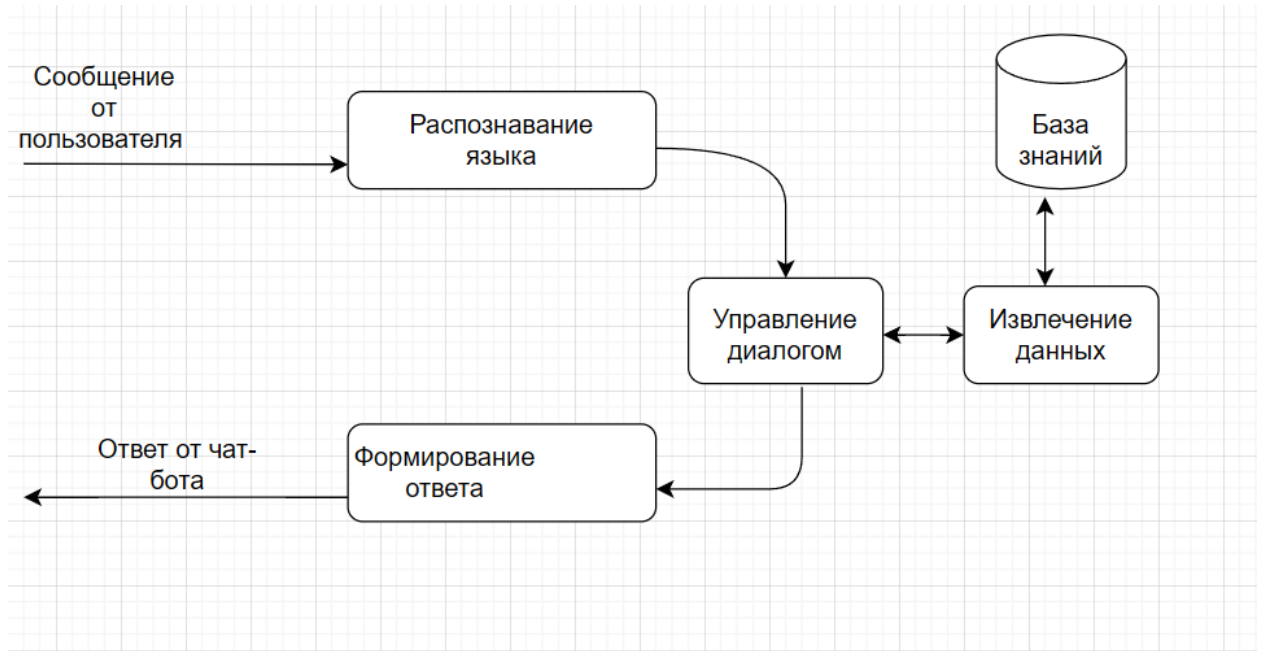 Сообщение
от
пользователя
Распознавание
языка
База
знаний
Управление
диалогом
Извлечение
данных
Ответ от чат-
бота
Формирование
ответа